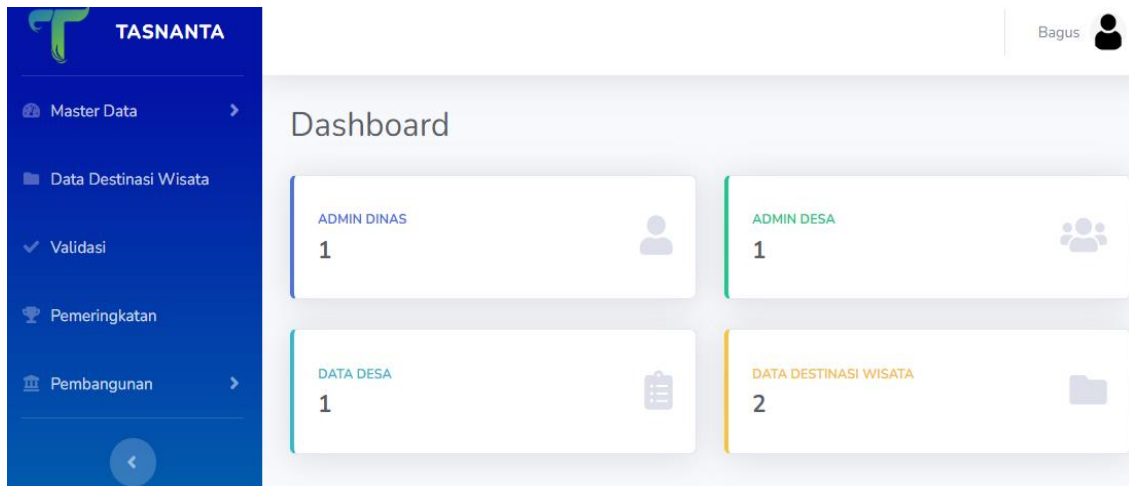 TASNANTA
Bagus
Master Data
Data Destinasi Wisata
Validasi
Pemeringkatan
Pembangunan
Dashboard
ADMIN DINAS
1
ADMIN DESA
1
DATA DESA
1
DATA DESTINASI WISATA
2